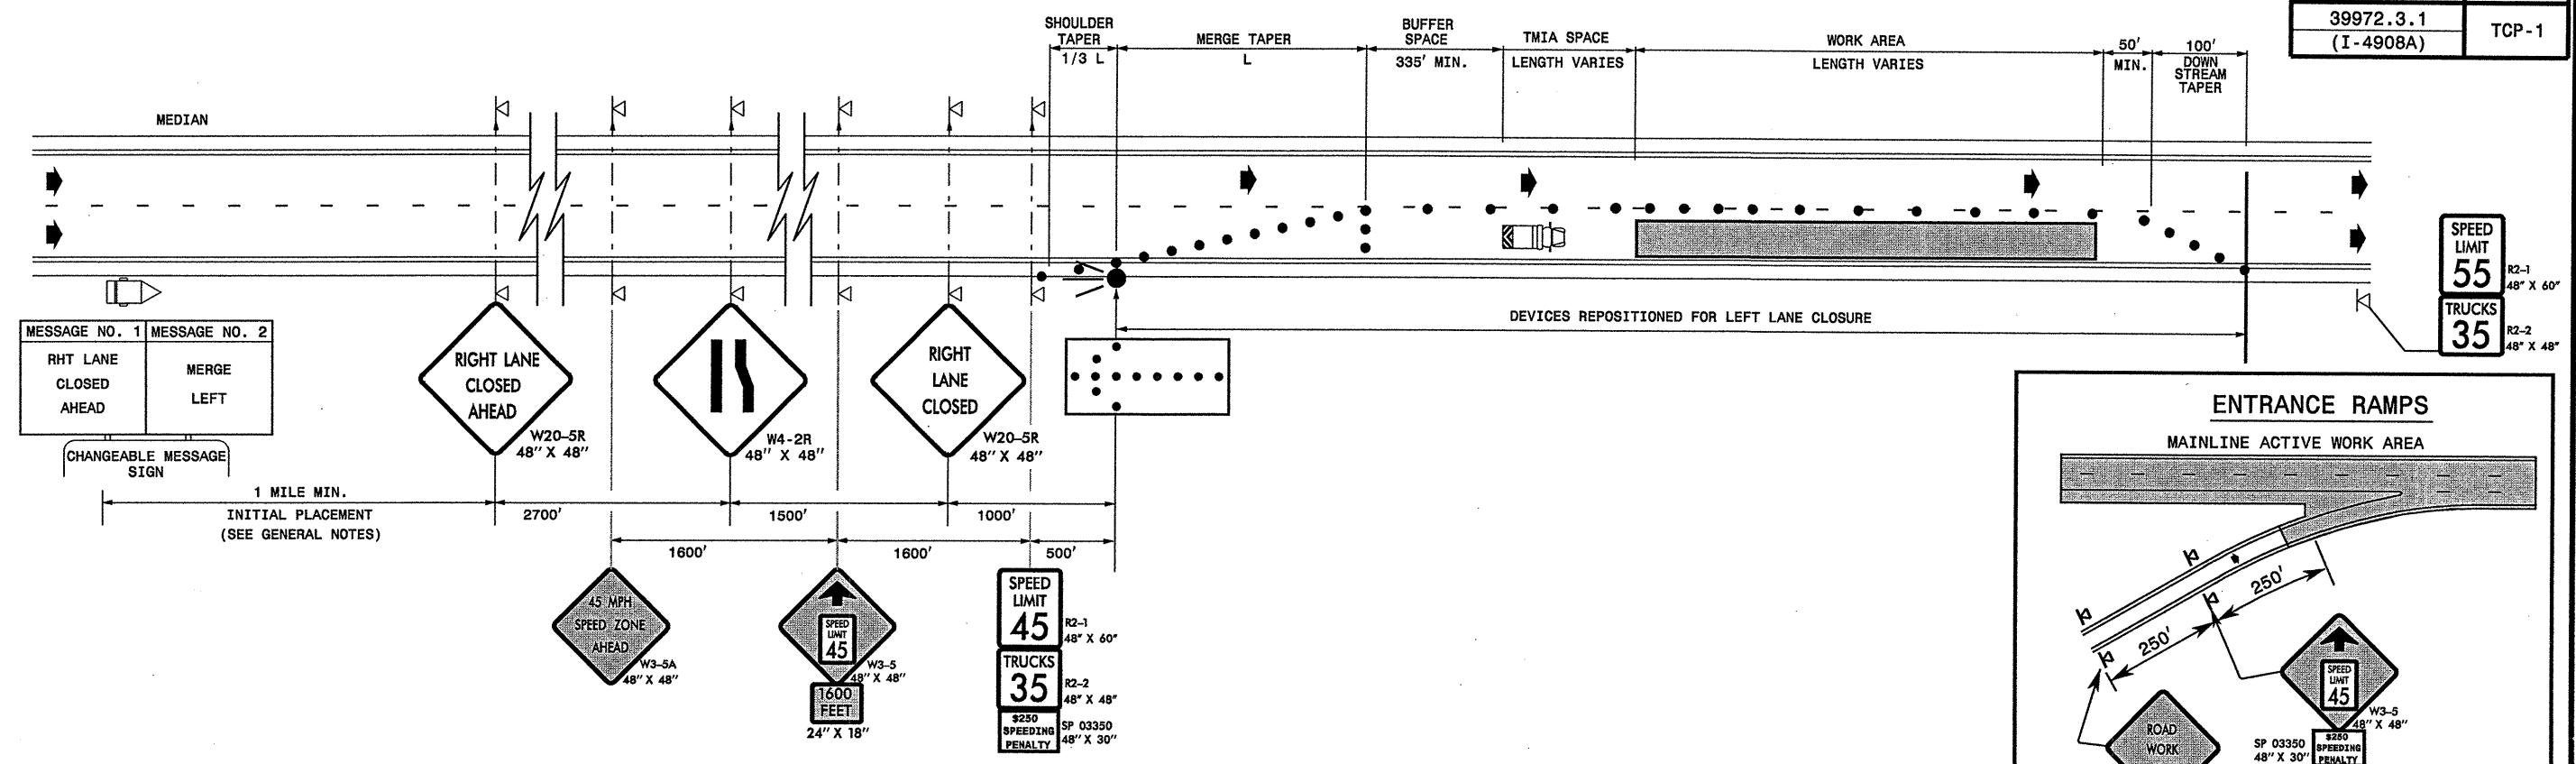 39972.3.1
(I-4908A)
TCP-1
SHOULDER
TAPER
1/3 L
MERGE TAPER
L
BUFFER
SPACE
335' MIN.
TMIA SPACE
LENGTH VARIES
WORK AREA
LENGTH VARIES
50'
MIN.
100'
DOWN
STREAM
TAPER
MEDIAN
MESSAGE NO. 1
RHT LANE
CLOSED
AHEAD
MESSAGE NO. 2
MERGE
LEFT
CHANGEABLE MESSAGE
SIGN
RIGHT LANE
CLOSED
AHEAD
W20-5R
48" X 48"
W4-2R
48" X 48"
RIGHT
LANE
CLOSED
W20-5R
48" X 48"
DEVICES REPOSITIONED FOR LEFT LANE CLOSURE
SPEED
LIMIT
55
R2-1
48" X 60"
TRUCKS
35
R2-2
48" X 48"
1 MILE MIN.
INITIAL PLACEMENT
(SEE GENERAL NOTES)
2700'
1500'
1000'
1600'
1600'
500'
45 MPH
SPEED ZONE
AHEAD
W3-5A
48" X 48"
SPEED
LIMIT
45
W3-5
48" X 48"
1600
FEET
24" X 18"
SPEED
LIMIT
45
R2-1
48" X 60"
TRUCKS
35
R2-2
48" X 48"
$250
SPEEDING
PENALTY
SP 03350
48" X 30"
ENTRANCE RAMPS
MAINLINE ACTIVE WORK AREA
250'
250'
SPEED
LIMIT
45
W3-5
48" X 48"
ROAD
WORK
SP 03350
48" X 30"
$250
SPEEDING
PENALTY